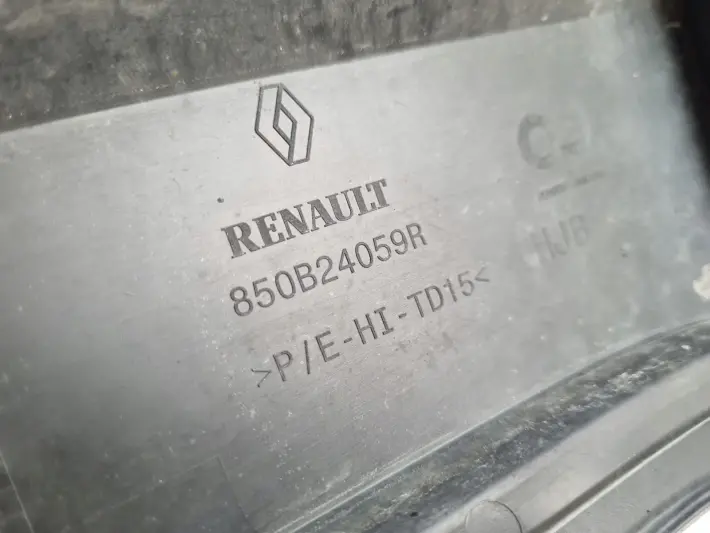 RENAULT
850B24059R
>P/E-HI-TD15<
HJB